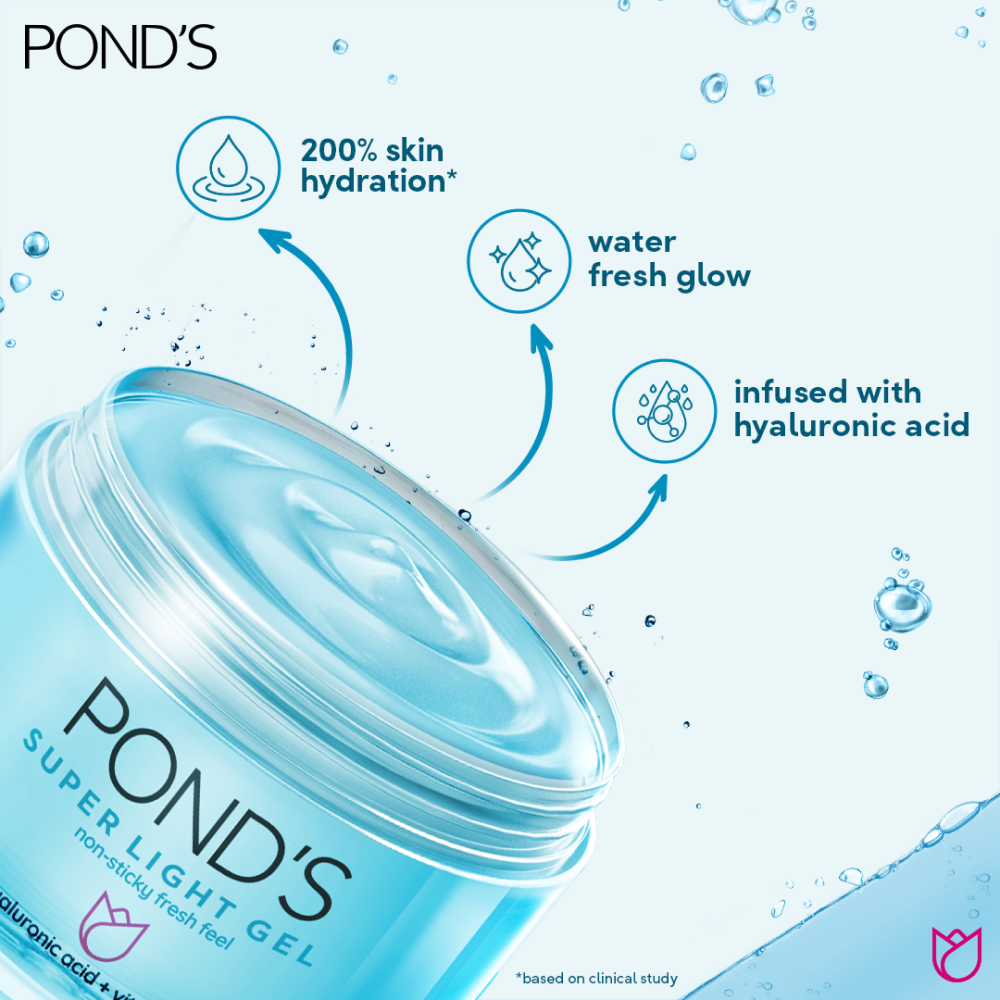 POND'S
200% skin
hydration*
water
fresh glow
infused with
hyaluronic acid
POND'S
SUPER LIGHT GEL
non-sticky fresh feel
acid +
*based on clinical study